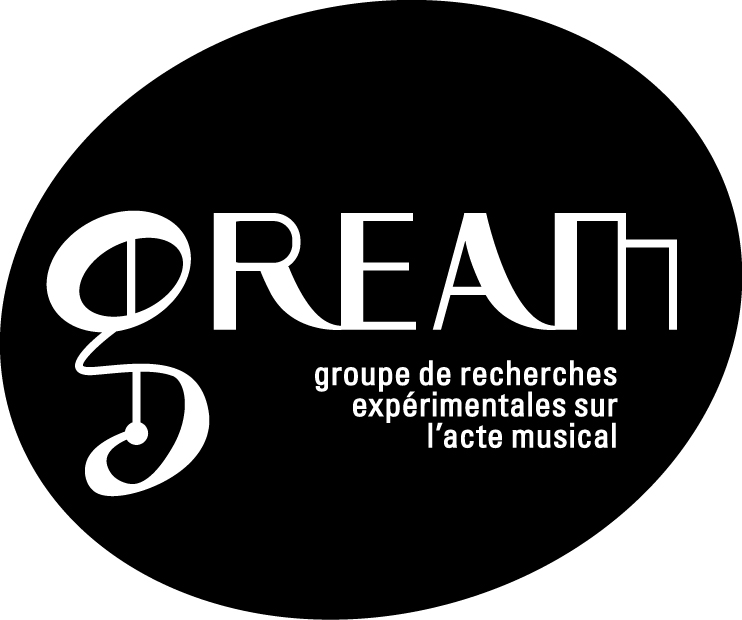 gREAM
groupe de recherches
expérimentales sur
l'acte musical